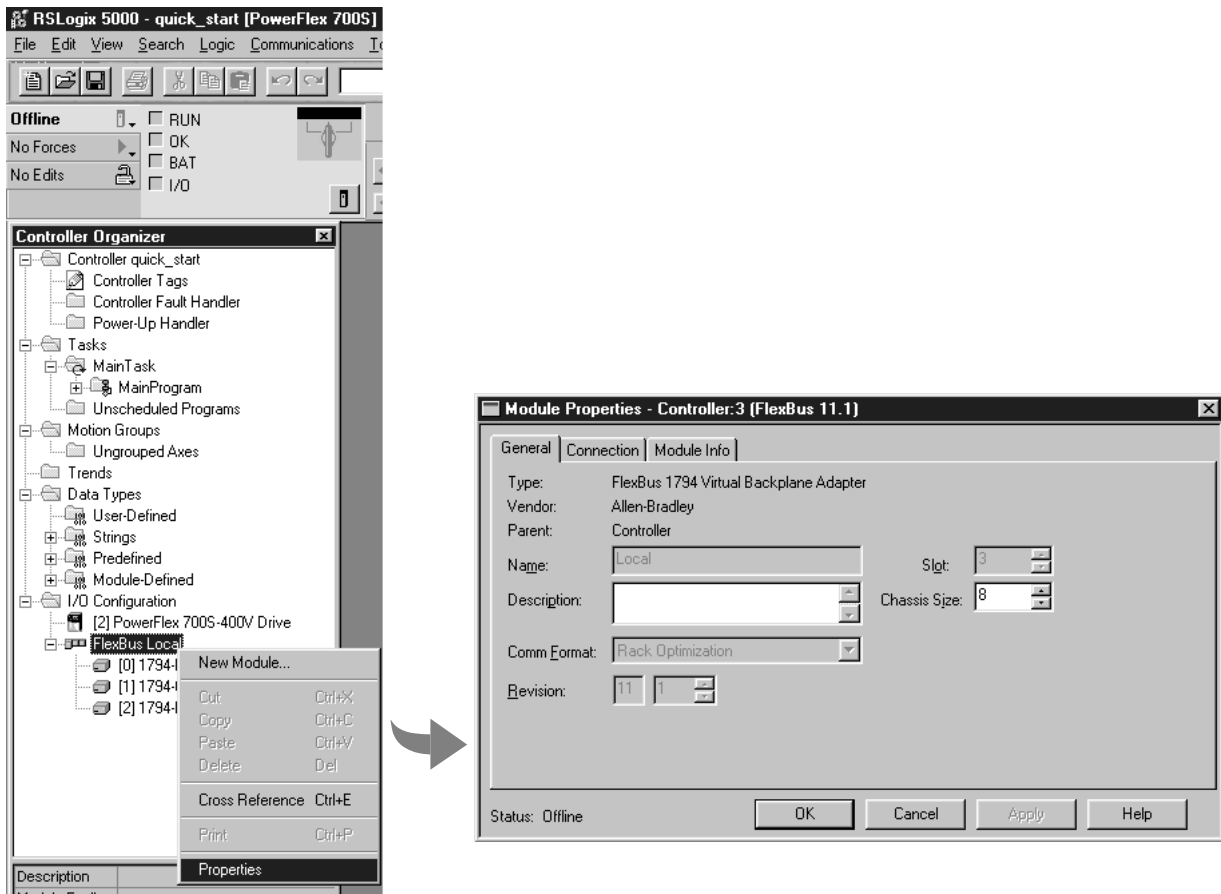 RSLogix 5000 - quick_start [PowerFlex 700S]
File Edit View Search Logic Communications
Offline
RUN
No Forces
OK
No Edits
BAT
I/O
Controller Organizer
Controller quick_start
Controller Tags
Controller Fault Handler
Power-Up Handler
Tasks
MainTask
MainProgram
Unscheduled Programs
Motion Groups
Ungrouped Axes
Trends
Data Types
User-Defined
Strings
Predefined
Module-Defined
I/O Configuration
[2] PowerFlex 700S-400V Drive
FlexBus Local
[0] 1794-
[1] 1794-
[2] 1794-
New Module...
Cut Ctrl+X
Copy Ctrl+C
Paste Ctrl+V
Delete Del
Cross Reference Ctrl+E
Print Ctrl+P
Properties
Description
Module Properties - Controller:3 (FlexBus 11.1)
General Connection Module Info
Type: FlexBus 1794 Virtual Backplane Adapter
Vendor: Allen-Bradley
Parent: Controller
Name: Local Slot: 3
Description: Chassis Size: 8
Comm Format: Rack Optimization
Revision: 11 1
Status: Offline OK Cancel Apply Help